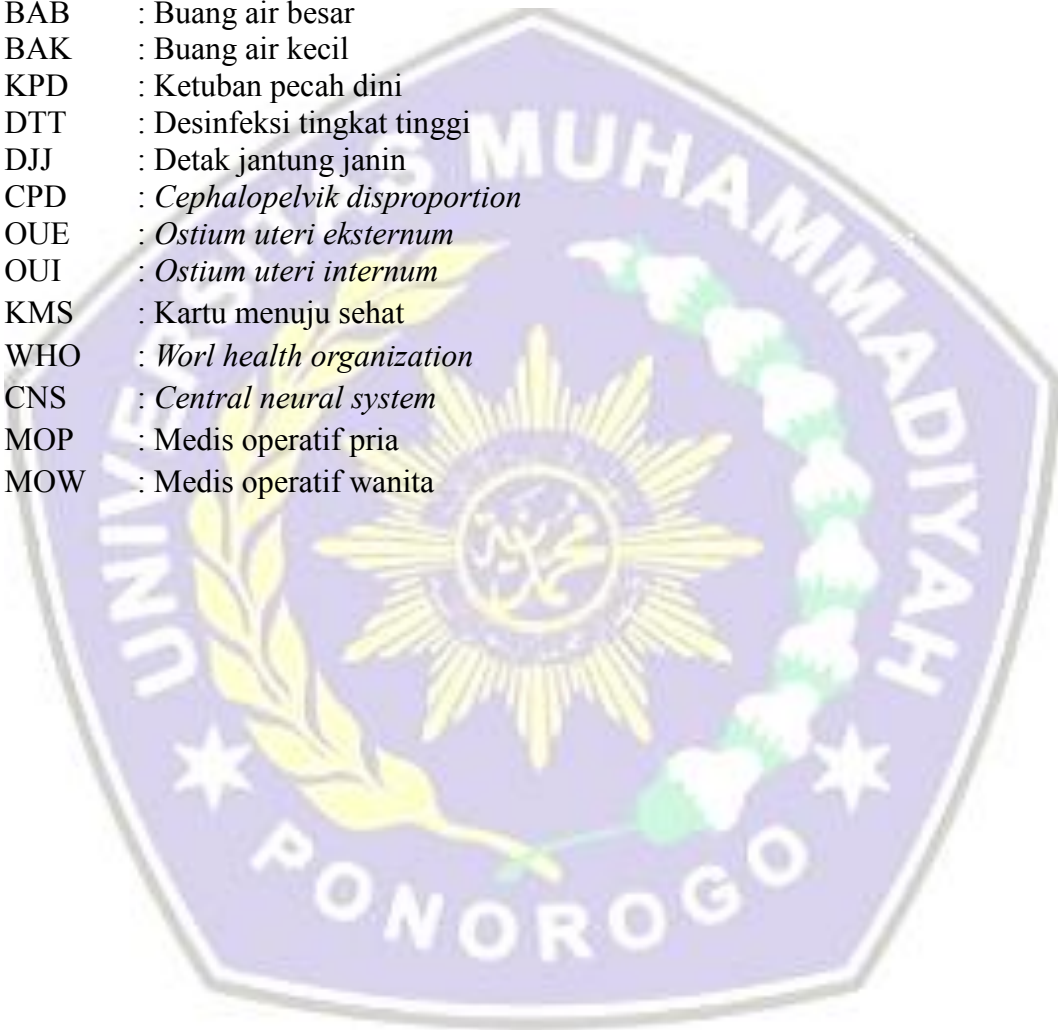 BAB : Buang air besar
BAK : Buang air kecil
KPD : Ketuban pecah dini
DTT : Desinfeksi tingkat tinggi
DJJ : Detak jantung janin
CPD : Cephalopelvik disproportion
OUE : Ostium uteri eksternum
OUI : Ostium uteri internum
KMS : Kartu menuju sehat
WHO : Worl health organization
CNS : Central neural system
MOP : Medis operatif pria
MOW : Medis operatif wanita
UNIVERSITAS MUHAMMADIYAH
PONOROGO